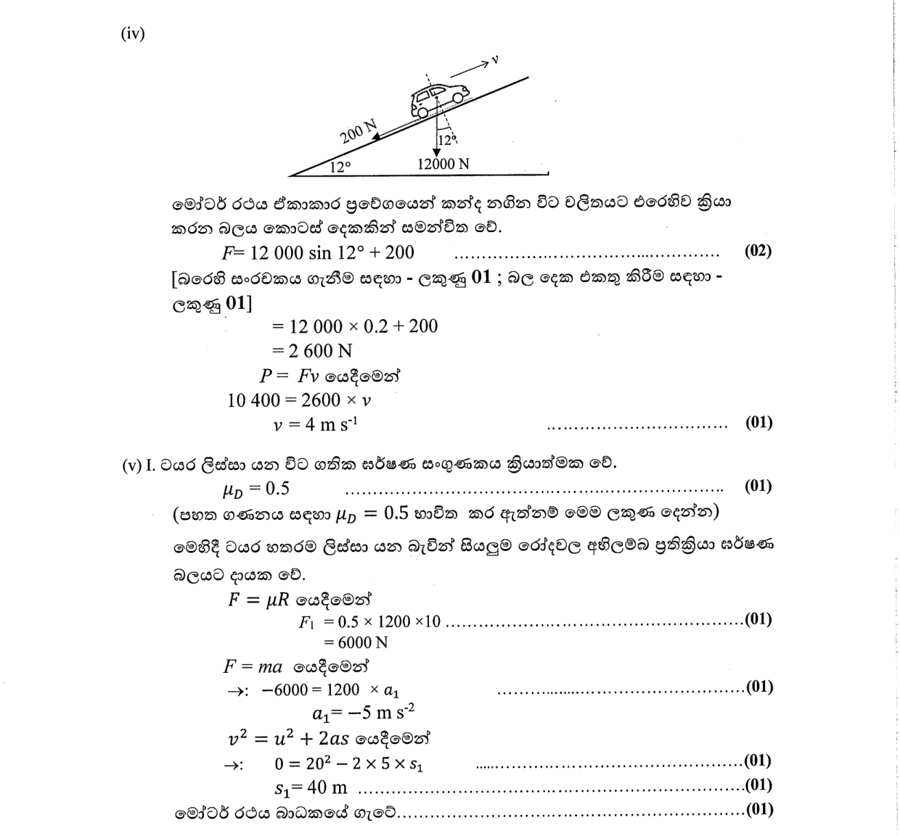 (iv)
v
200 N
12°
12°
12000 N
මෝටර් රථය ඒකාකාර ප්‍රවේගයෙන් කන්ද නගින විට චලිතයට එරෙහිව ක්‍රියා
කරන බලය කොටස් දෙකකින් සමන්විත වේ.
F= 12 000 sin 12° + 200 ................................................ (02)
[බරෙහි සංරචකය ගැනීම සඳහා - ලකුණු 01 ; බල දෙක එකතු කිරීම සඳහා -
ලකුණු 01]
= 12 000 × 0.2 + 200
= 2 600 N
P = Fv යෙදීමෙන්
10 400 = 2600 × v
v = 4 m s⁻¹ ................................. (01)
(v) I. ටයර ලිස්සා යන විට ගතික ඝර්ෂණ සංගුණකය ක්‍රියාත්මක වේ.
μD = 0.5 ..................................................................... (01)
(පහත ගණනය සඳහා μD = 0.5 භාවිත කර ඇත්නම් මෙම ලකුණ දෙන්න)
මෙහිදී ටයර හතරම ලිස්සා යන බැවින් සියලුම රෝදවල අභිලම්බ ප්‍රතික්‍රියා ඝර්ෂණ
බලයට දායක වේ.
F = μR යෙදීමෙන්
F₁ = 0.5 × 1200 ×10 ......................................................(01)
= 6000 N
F = ma යෙදීමෙන්
→: −6000 = 1200 × a₁ .............................................(01)
a₁= −5 m s⁻²
v² = u² + 2as යෙදීමෙන්
→: 0 = 20² − 2 × 5 × s₁ .................................................(01)
s₁= 40 m ......................................................................(01)
මෝටර් රථය බාධකයේ ගැටේ................................................................(01)